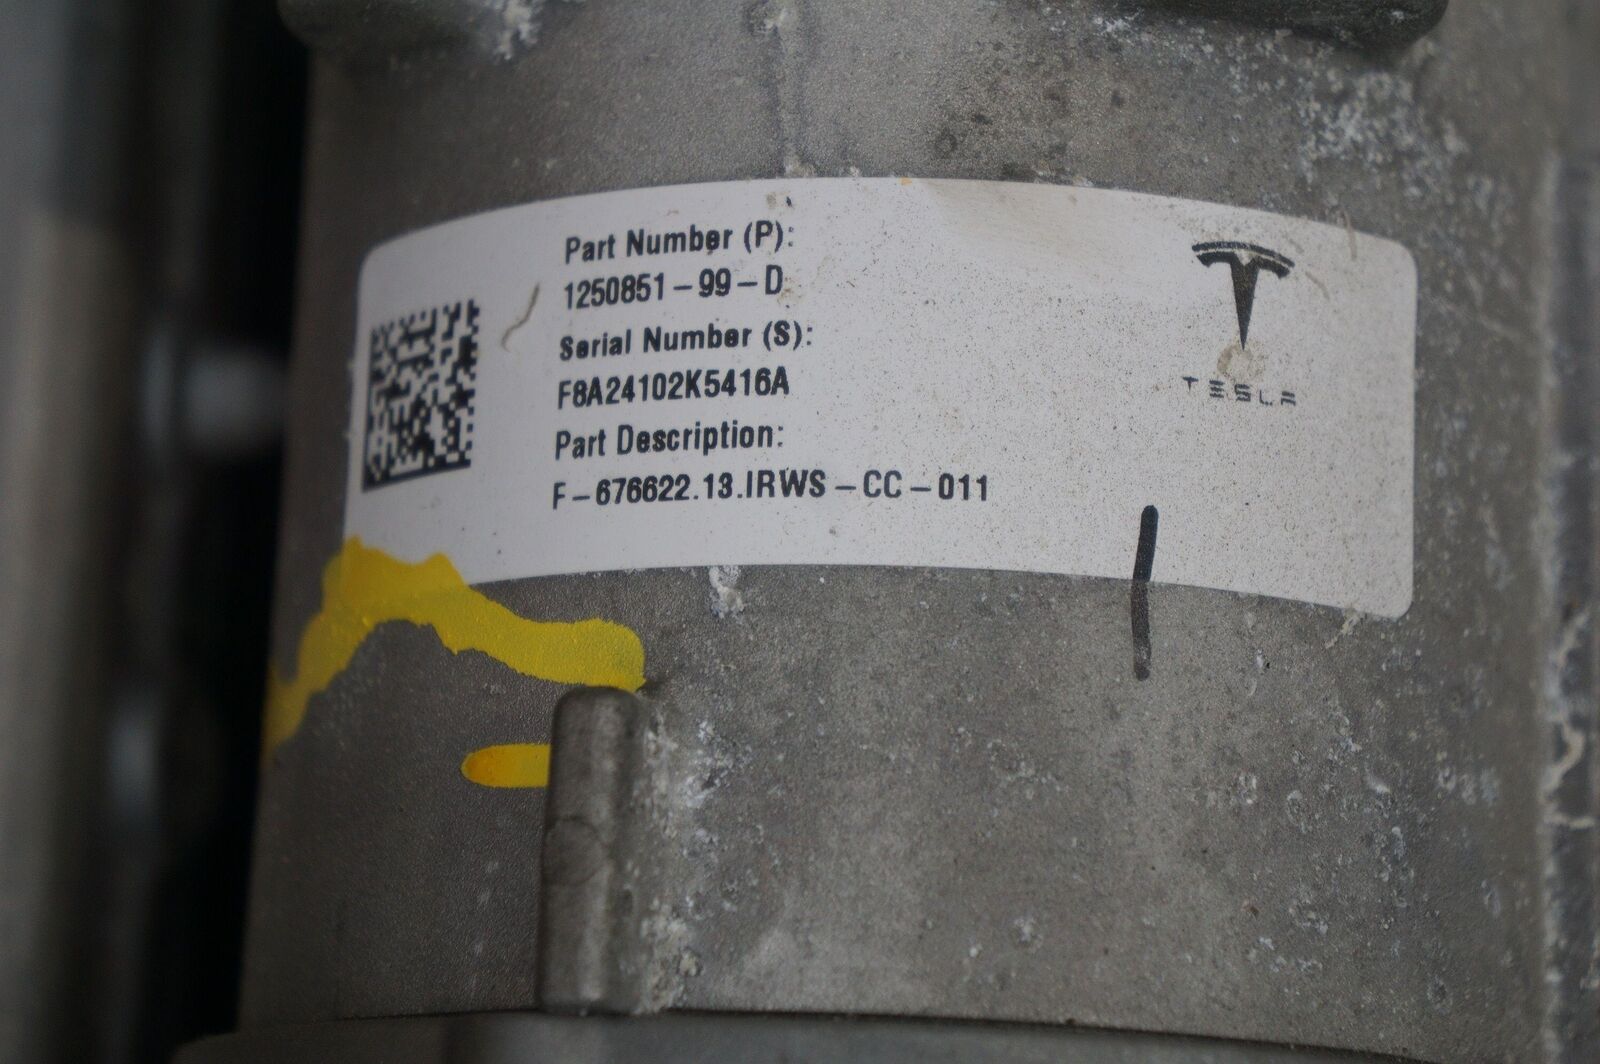 Part Number (P):
1250851-99-D
Serial Number (S):
F8A24102K5416A
Part Description:
F-676622.13.IRWS-CC-011
TESLA